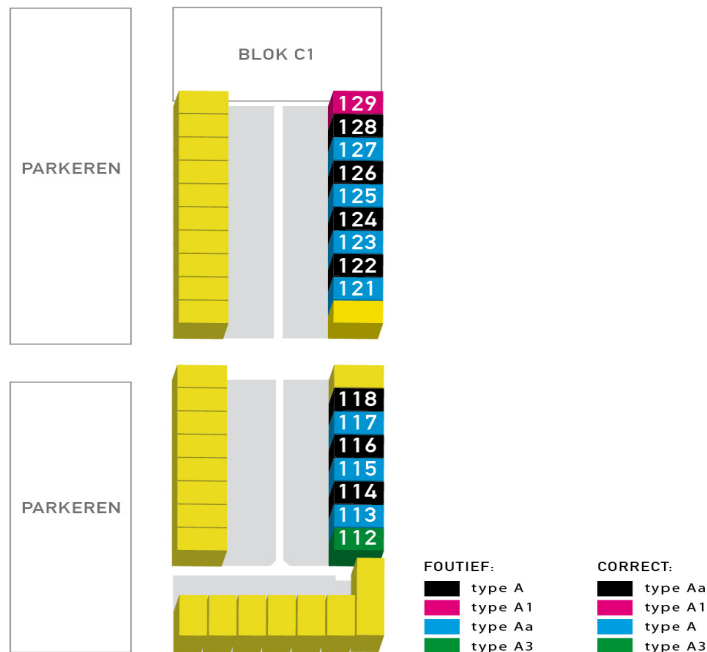 BLOK C1
129
128
127
PARKEREN
126
125
124
123
122
121
118
117
116
115
114
PARKEREN
113
112
FOUTIEF:
type A
type A1
type Aa
type A3
CORRECT:
type Aa
type A1
type A
type A3